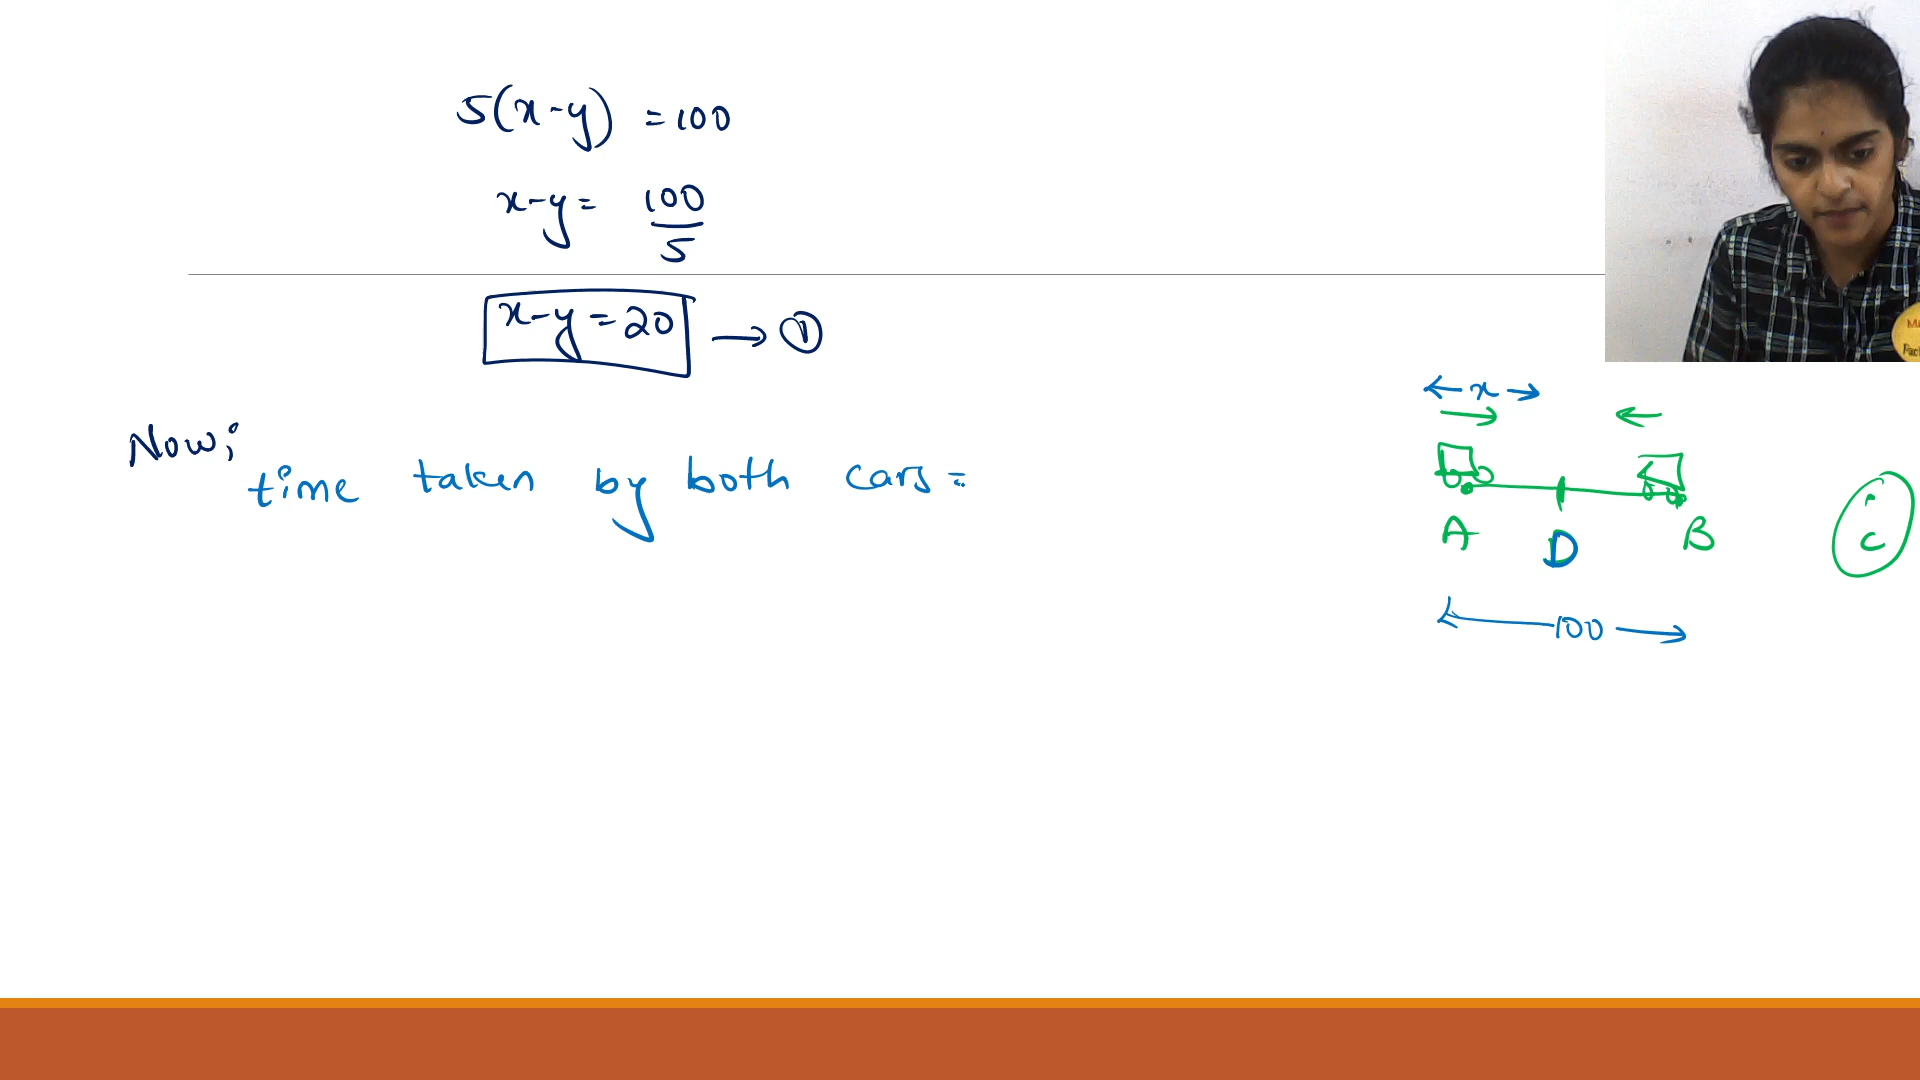 5(x-y) = 100
x-y = 100/5
x-y = 20 → ①
Now;
time taken by both cars =
← x →
A D B C
← 100 →